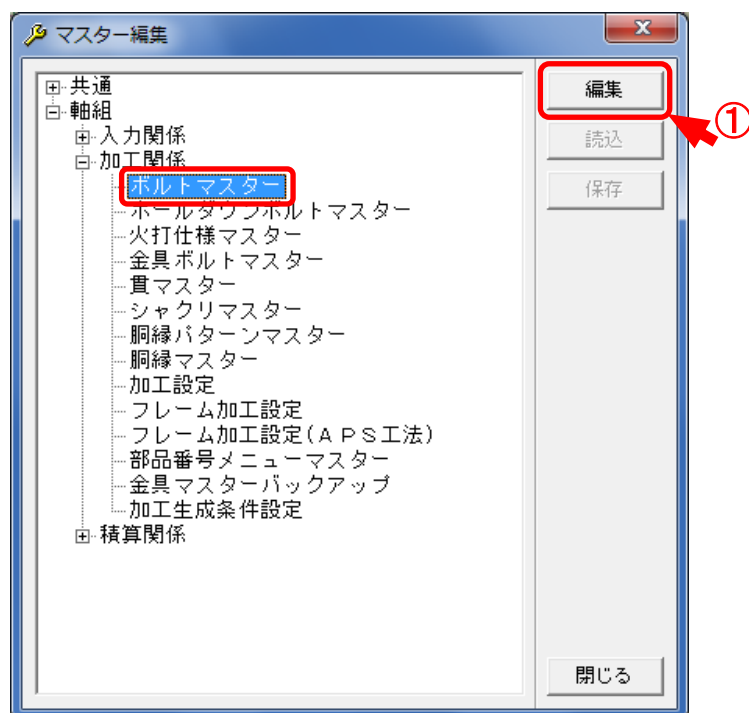 マスター編集
共通
軸組
入力関係
加工関係
ボルトマスター
ホールダウンボルトマスター
火打仕様マスター
金具ボルトマスター
貫マスター
シャクリマスター
胴縁パターンマスター
胴縁マスター
加工設定
フレーム加工設定
フレーム加工設定(ＡＰＳ工法)
部品番号メニューマスター
金具マスターバックアップ
加工生成条件設定
積算関係
編集
①
読込
保存
閉じる